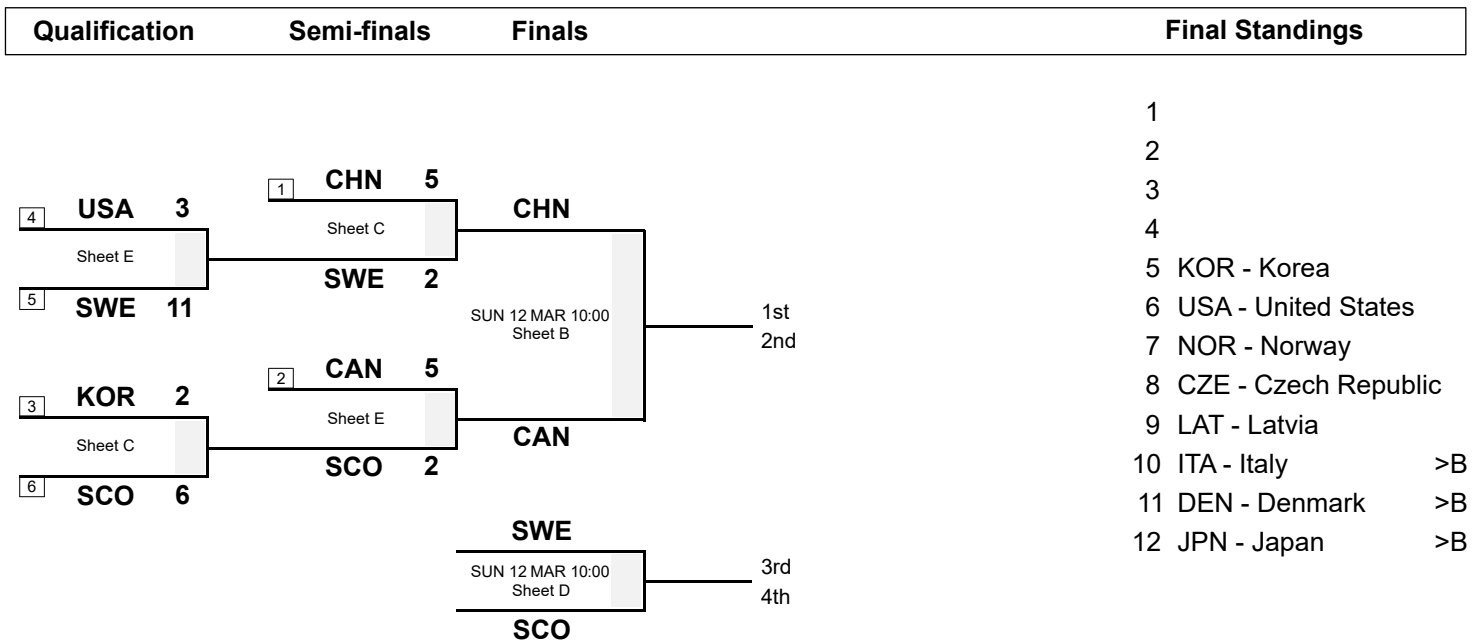 Qualification Semi-finals Finals Final Standings
4 USA 3
Sheet E
5 SWE 11
3 KOR 2
Sheet C
6 SCO 6
1 CHN 5
Sheet C
SWE 2
2 CAN 5
Sheet E
SCO 2
CHN
SUN 12 MAR 10:00
Sheet B
CAN
1st
2nd
SWE
SUN 12 MAR 10:00
Sheet D
SCO
3rd
4th
1
2
3
4
5 KOR - Korea
6 USA - United States
7 NOR - Norway
8 CZE - Czech Republic
9 LAT - Latvia
10 ITA - Italy >B
11 DEN - Denmark >B
12 JPN - Japan >B